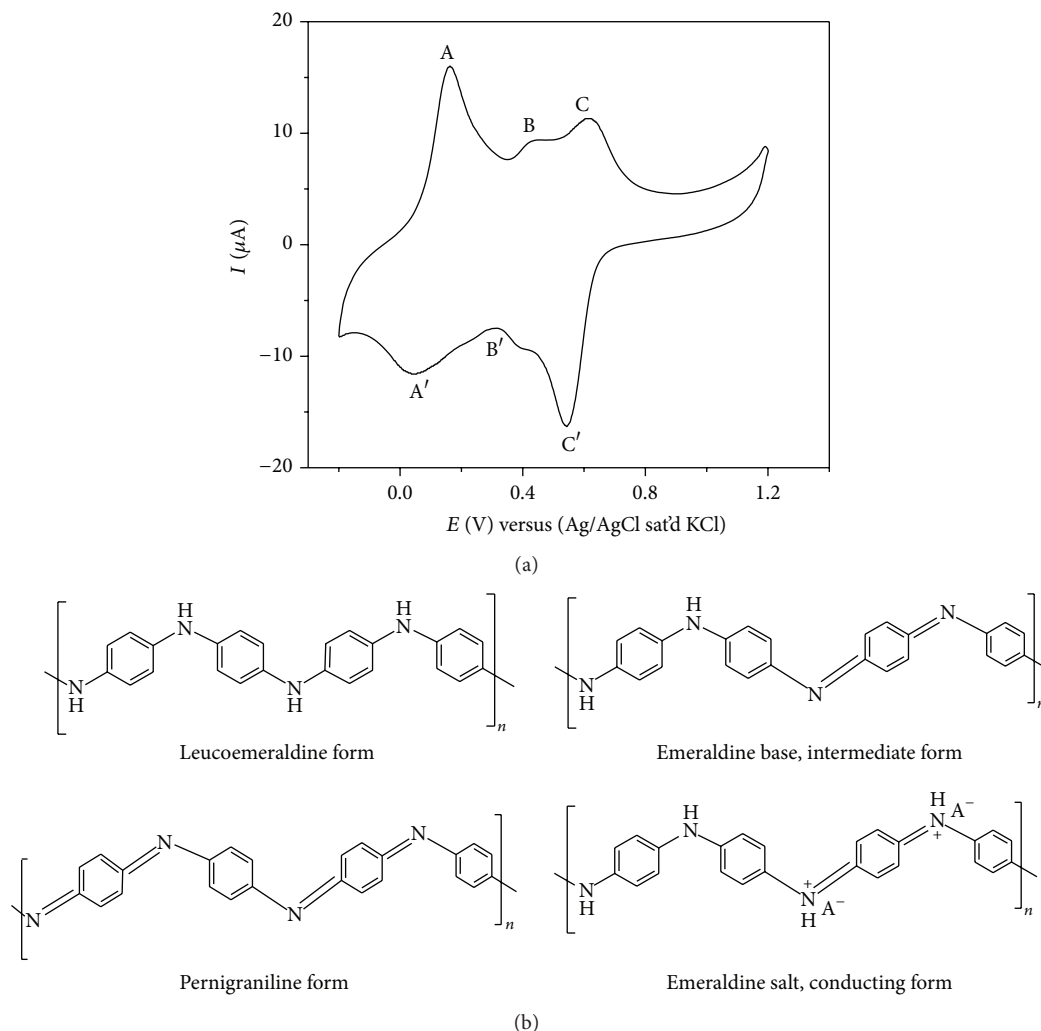 20
10
0
−10
−20
I (μA)
A
B
C
A′
B′
C′
0.0 0.4 0.8 1.2
E (V) versus (Ag/AgCl sat'd KCl)
(a)
H
N
H
N
N
H
N
H
n
Leucoemeraldine form
H
N
N
N
H
N
n
Emeraldine base, intermediate form
N
N
N
N
n
Pernigraniline form
H
N
H
A−
N
+
N
H
+
N
A−
H
n
Emeraldine salt, conducting form
(b)